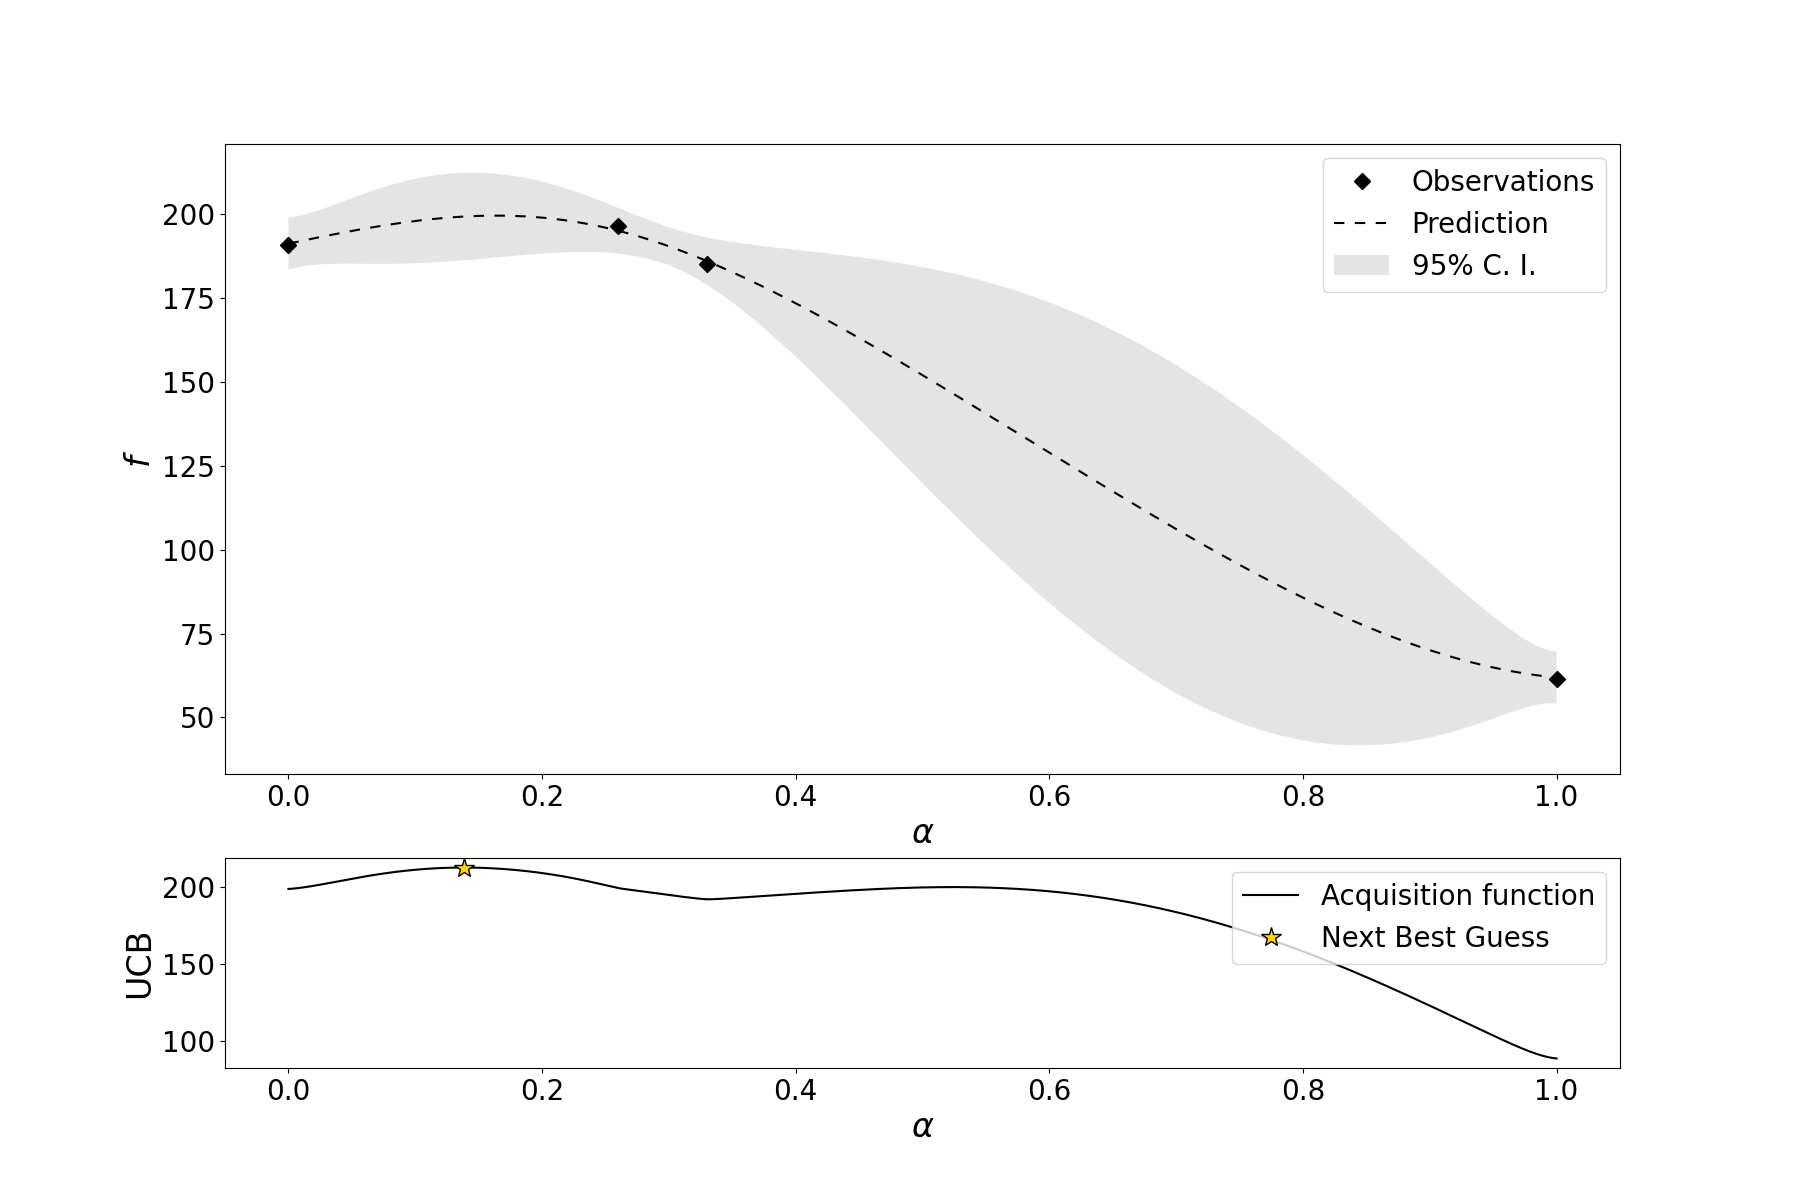 Observations
Prediction
95% C. I.
200
175
150
125
100
75
50
f
0.0 0.2 0.4 0.6 0.8 1.0
α
Acquisition function
Next Best Guess
200
150
100
UCB
0.0 0.2 0.4 0.6 0.8 1.0
α